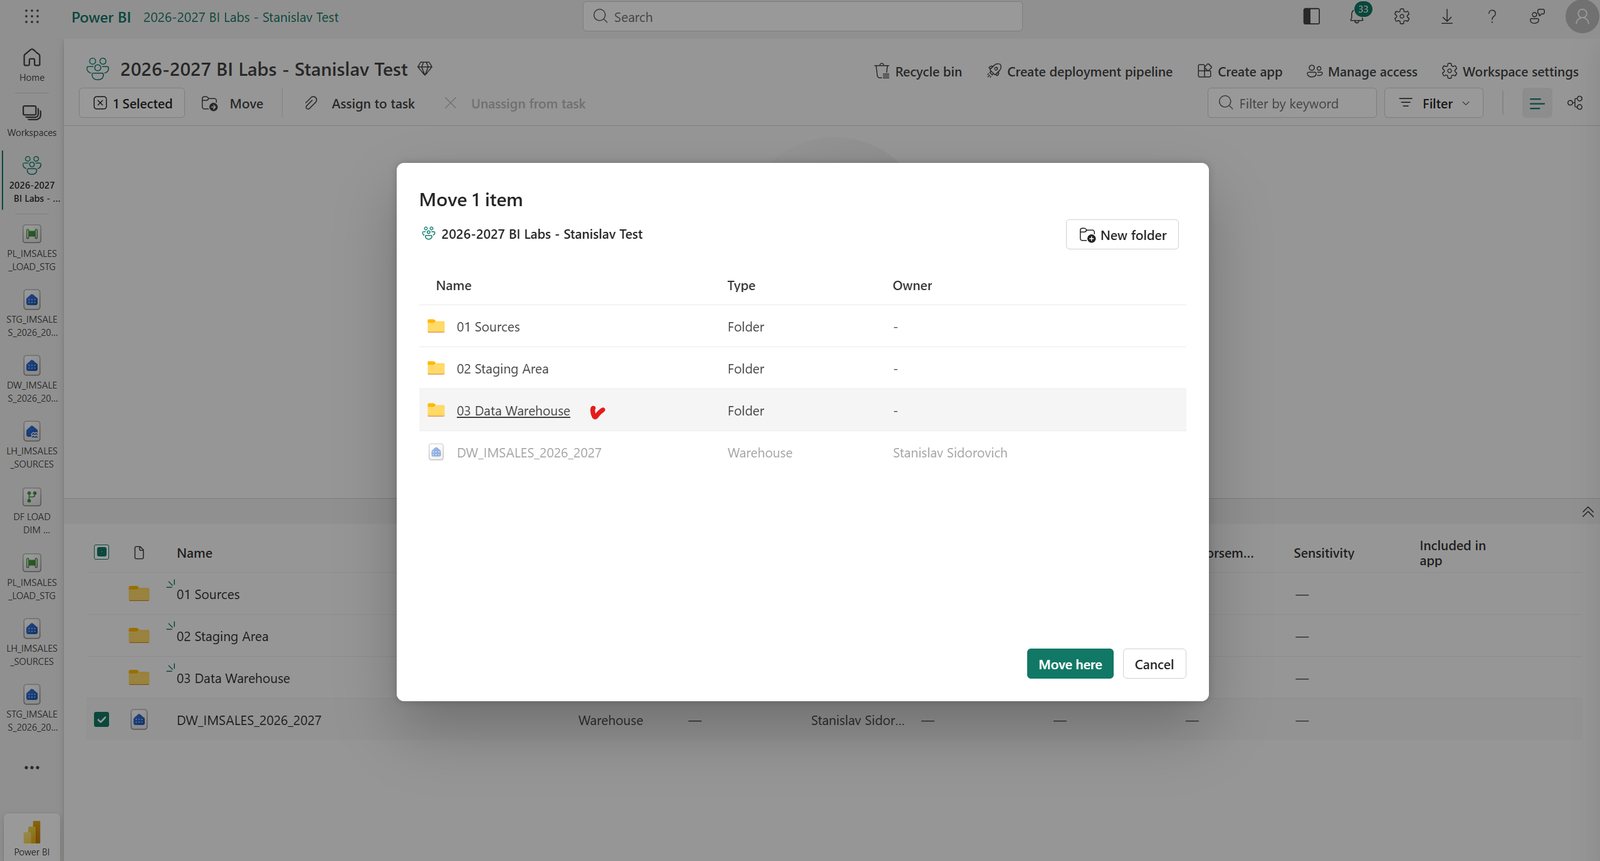 Power BI
2026-2027 BI Labs - Stanislav Test
Search
33
Home
Workspaces
2026-2027
BI Labs - ...
PL_IMSALES
_LOAD_STG
STG_IMSALE
S_2026_20...
DW_IMSALE
S_2026_20...
LH_IMSALES
_SOURCES
DF LOAD
DIM ...
PL_IMSALES
_LOAD_STG
LH_IMSALES
_SOURCES
STG_IMSALE
S_2026_20...
Power BI
2026-2027 BI Labs - Stanislav Test
Recycle bin
Create deployment pipeline
Create app
Manage access
Workspace settings
1 Selected
Move
Assign to task
Unassign from task
Filter by keyword
Filter
Move 1 item
2026-2027 BI Labs - Stanislav Test
New folder
Name Type Owner
01 Sources Folder -
02 Staging Area Folder -
03 Data Warehouse Folder -
DW_IMSALES_2026_2027 Warehouse Stanislav Sidorovich
Move here
Cancel
Name orsem... Sensitivity Included in
app
01 Sources —
02 Staging Area —
03 Data Warehouse —
DW_IMSALES_2026_2027 Warehouse — Stanislav Sidor... — — — —